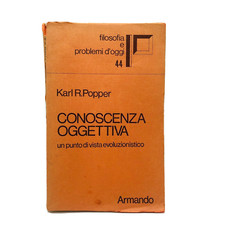 filosofia
e
problemi d'oggi
44
Karl R.Popper
CONOSCENZA
OGGETTIVA
un punto di vista evoluzionistico
Armando